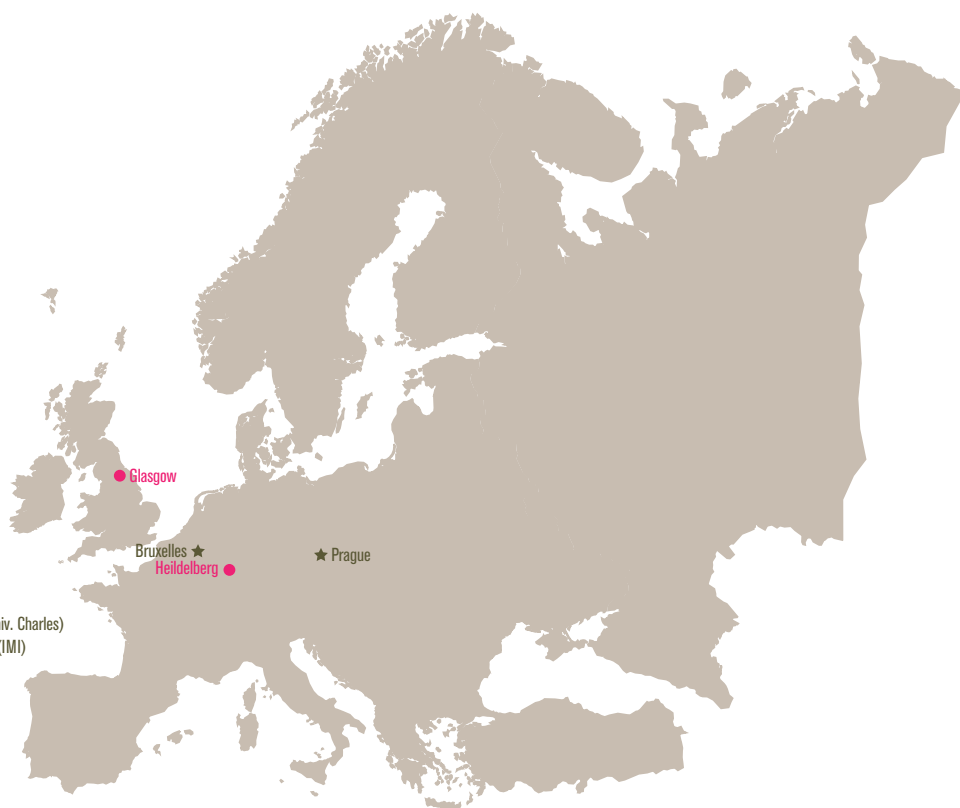 Glasgow
Bruxelles
Prague
Heildelberg
iv. Charles)
(IMI)